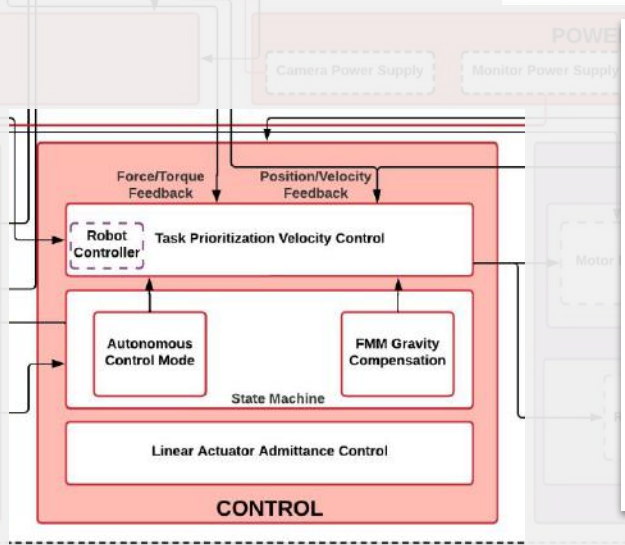 POWE
Camera Power Supply
Monitor Power Supply
Force/Torque
Feedback
Position/Velocity
Feedback
Robot
Controller
Task Prioritization Velocity Control
Motor
Autonomous
Control Mode
FMM Gravity
Compensation
State Machine
Linear Actuator Admittance Control
CONTROL